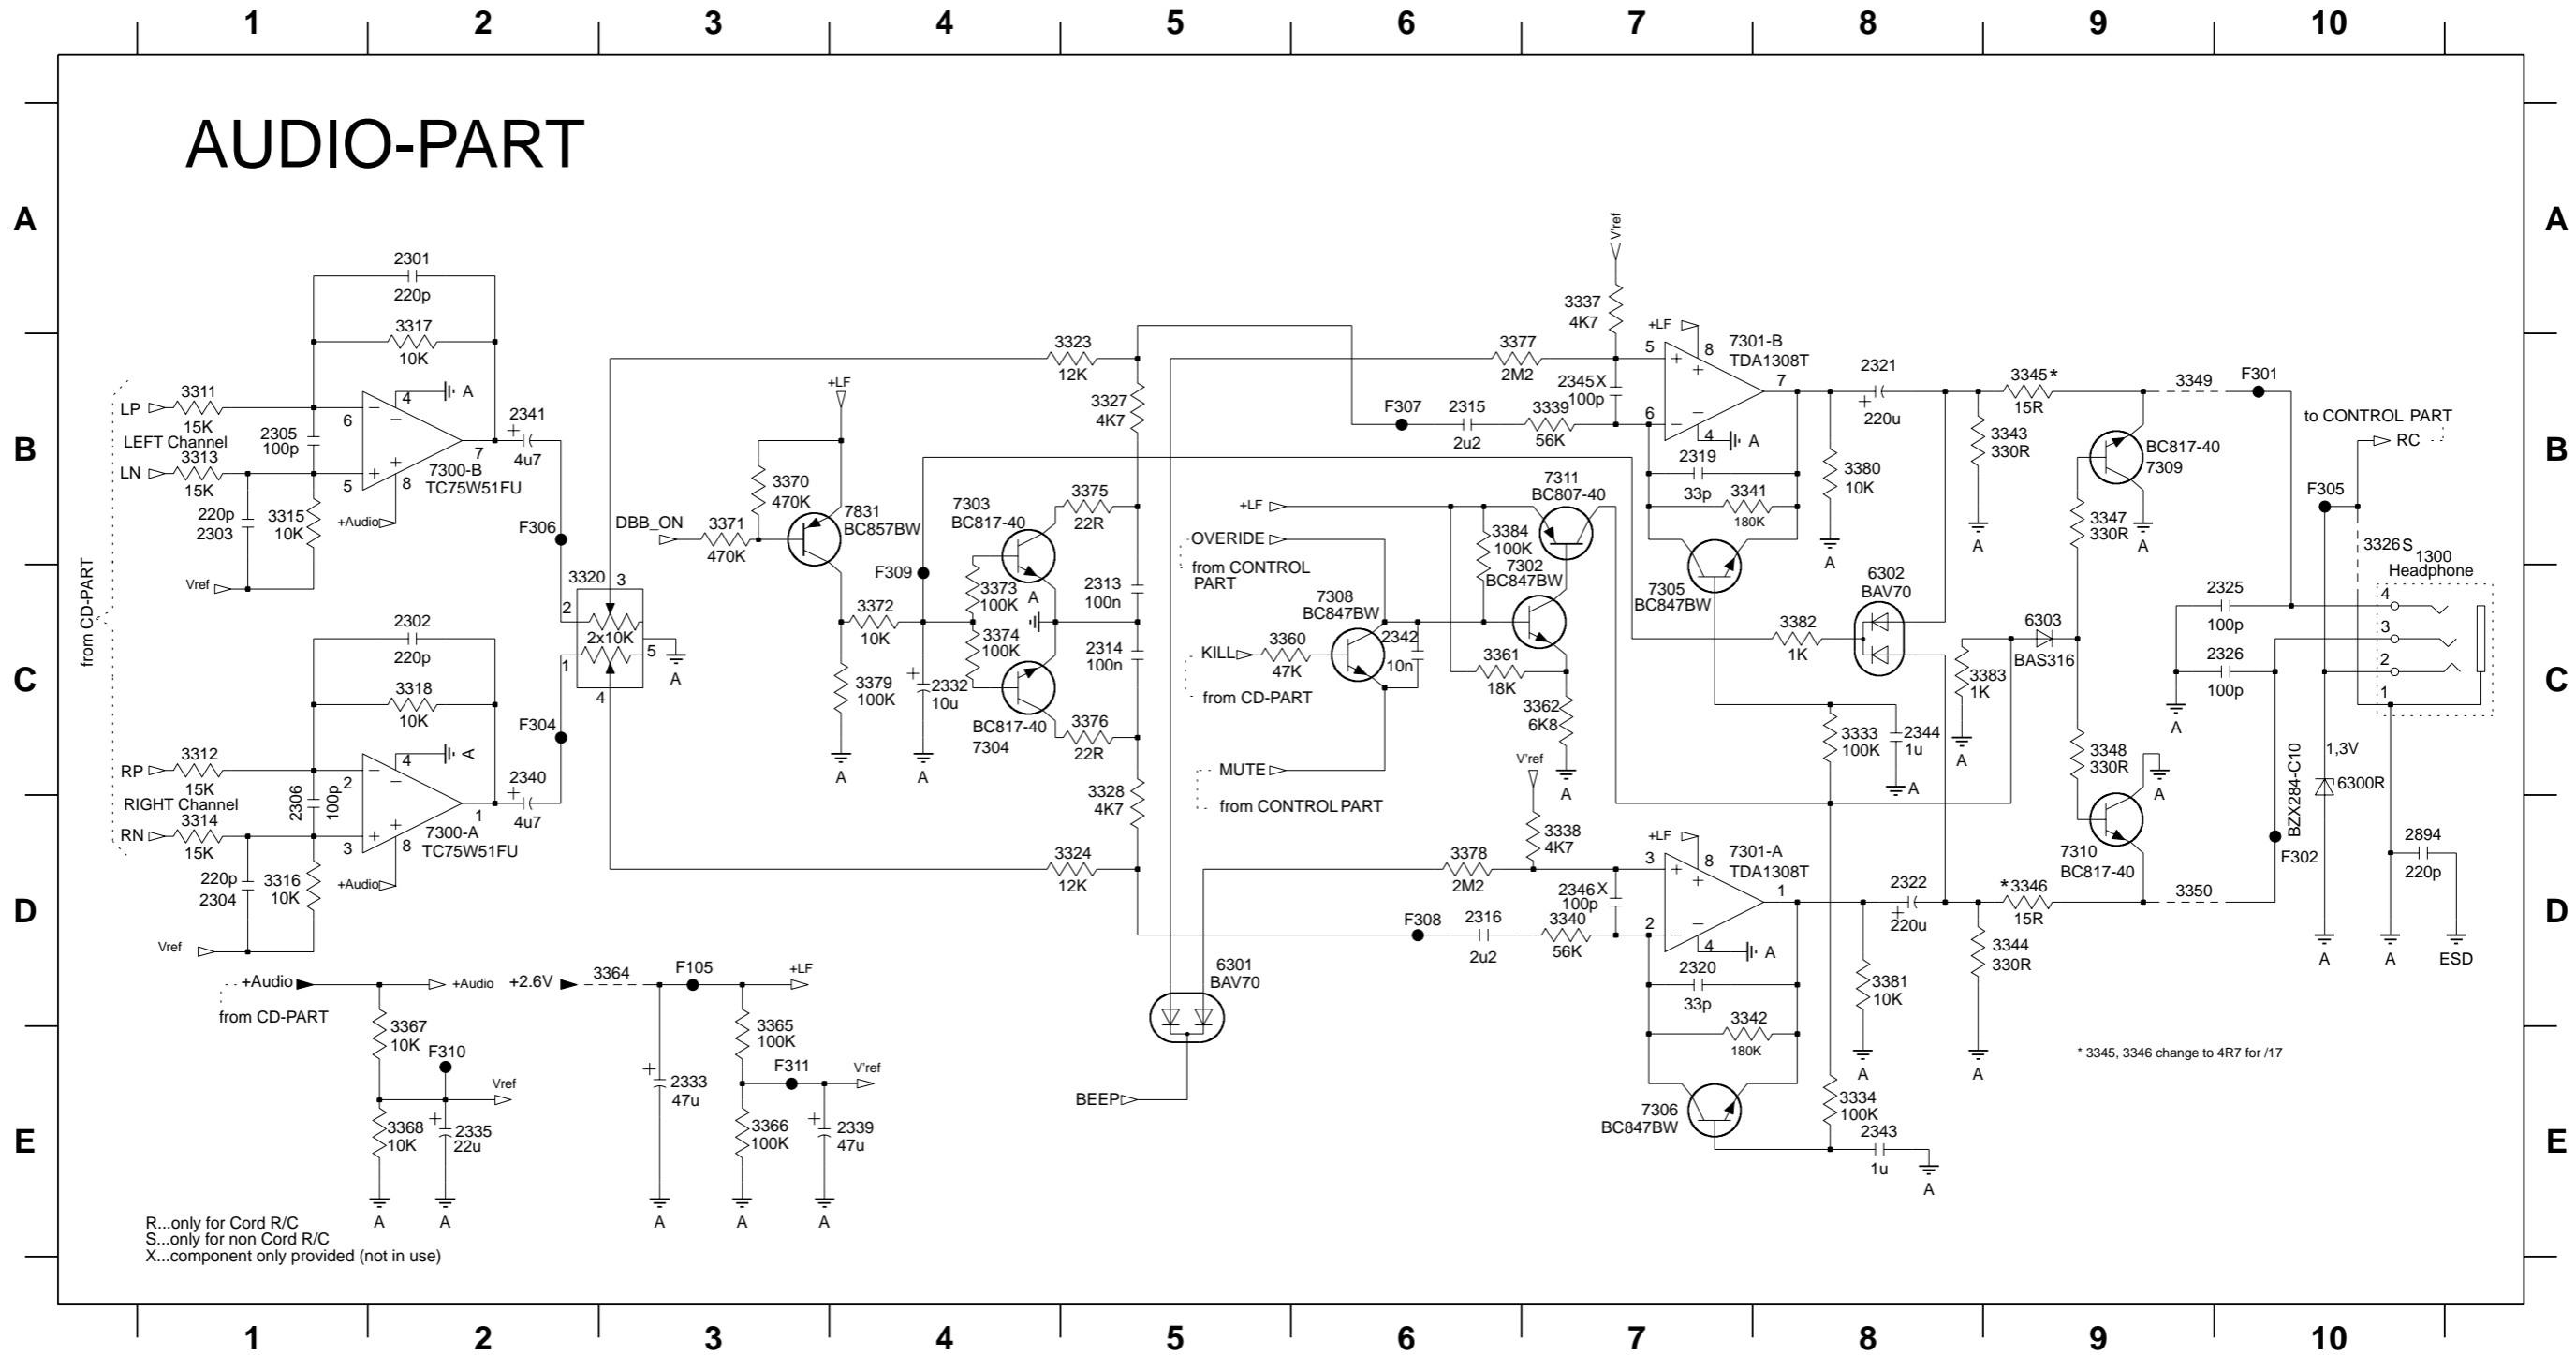 1 2 3 4 5 6 7 8 9 10
AUDIO-PART
A A
V'ref
2301
220p
3317
10K
3337
4K7
+LF
3323
12K
3377
2M2
5
8
7301-B
TDA1308T
7
2321
220u
+
3345*
15R
3349
F301
LP
3311
15K
LEFT Channel
LN
3313
15K
2305
100p
6
4
A
5
8
7300-B
TC75W51FU
7
+Audio
2341
+
4u7
+LF
3327
4K7
F307
2315
2u2
3339
56K
2345X
100p
6
4
A
2319
33p
3341
180K
3380
10K
A
3343
330R
A
BC817-40
7309
3347
330R
A
to CONTROL PART
RC
F305
3326S
1300
Headphone
B B
220p
2303
3315
10K
Vref
from CD-PART
F306
DBB_ON
3371
470K
3370
470K
7831
BC857BW
7303
BC817-40
3375
22R
+LF
OVERIDE
from CONTROL
PART
3384
100K
7311
BC807-40
7302
BC847BW
7305
BC847BW
6302
BAV70
3320
3
2
2x10K
1
5
4
A
F309
3372
10K
3373
100K
A
3374
100K
2313
100n
2314
100n
7308
BC847BW
KILL
3360
47K
from CD-PART
2342
10n
3361
18K
3362
6K8
A
3382
1K
3383
1K
A
6303
BAS316
2325
100p
2326
100p
A
4
3
2
1
2302
220p
3318
10K
C C
3379
100K
A
2332
10u
+
A
BC817-40
7304
3376
22R
F304
RP
3312
15K
RIGHT Channel
RN
3314
15K
2306
100p
2
4
A
3
8
7300-A
TC75W51FU
1
+Audio
2340
+
4u7
3328
4K7
MUTE
from CONTROL PART
V'ref
3338
4K7
3333
100K
2344
1u
A
3348
330R
A
BZX284-C10
1,3V
6300R
220p
2304
3316
10K
Vref
3324
12K
3378
2M2
+LF
3
8
7301-A
TDA1308T
1
2346X
100p
F308
2316
2u2
3340
56K
2
4
A
2322
+
220u
*3346
15R
3350
7310
BC817-40
F302
2894
220p
D D
+Audio
from CD-PART
+Audio
+2.6V
3364
F105
+LF
6301
BAV70
2320
33p
3342
180K
3381
10K
A
3344
330R
A
A
A
ESD
3367
10K
F310
Vref
3365
100K
F311
V'ref
BEEP
* 3345, 3346 change to 4R7 for /17
3368
10K
A
2335
22u
+
A
2333
47u
+
A
3366
100K
A
2339
47u
+
A
7306
BC847BW
3334
100K
2343
1u
A
E E
R...only for Cord R/C
S...only for non Cord R/C
X...component only provided (not in use)
1 2 3 4 5 6 7 8 9 10